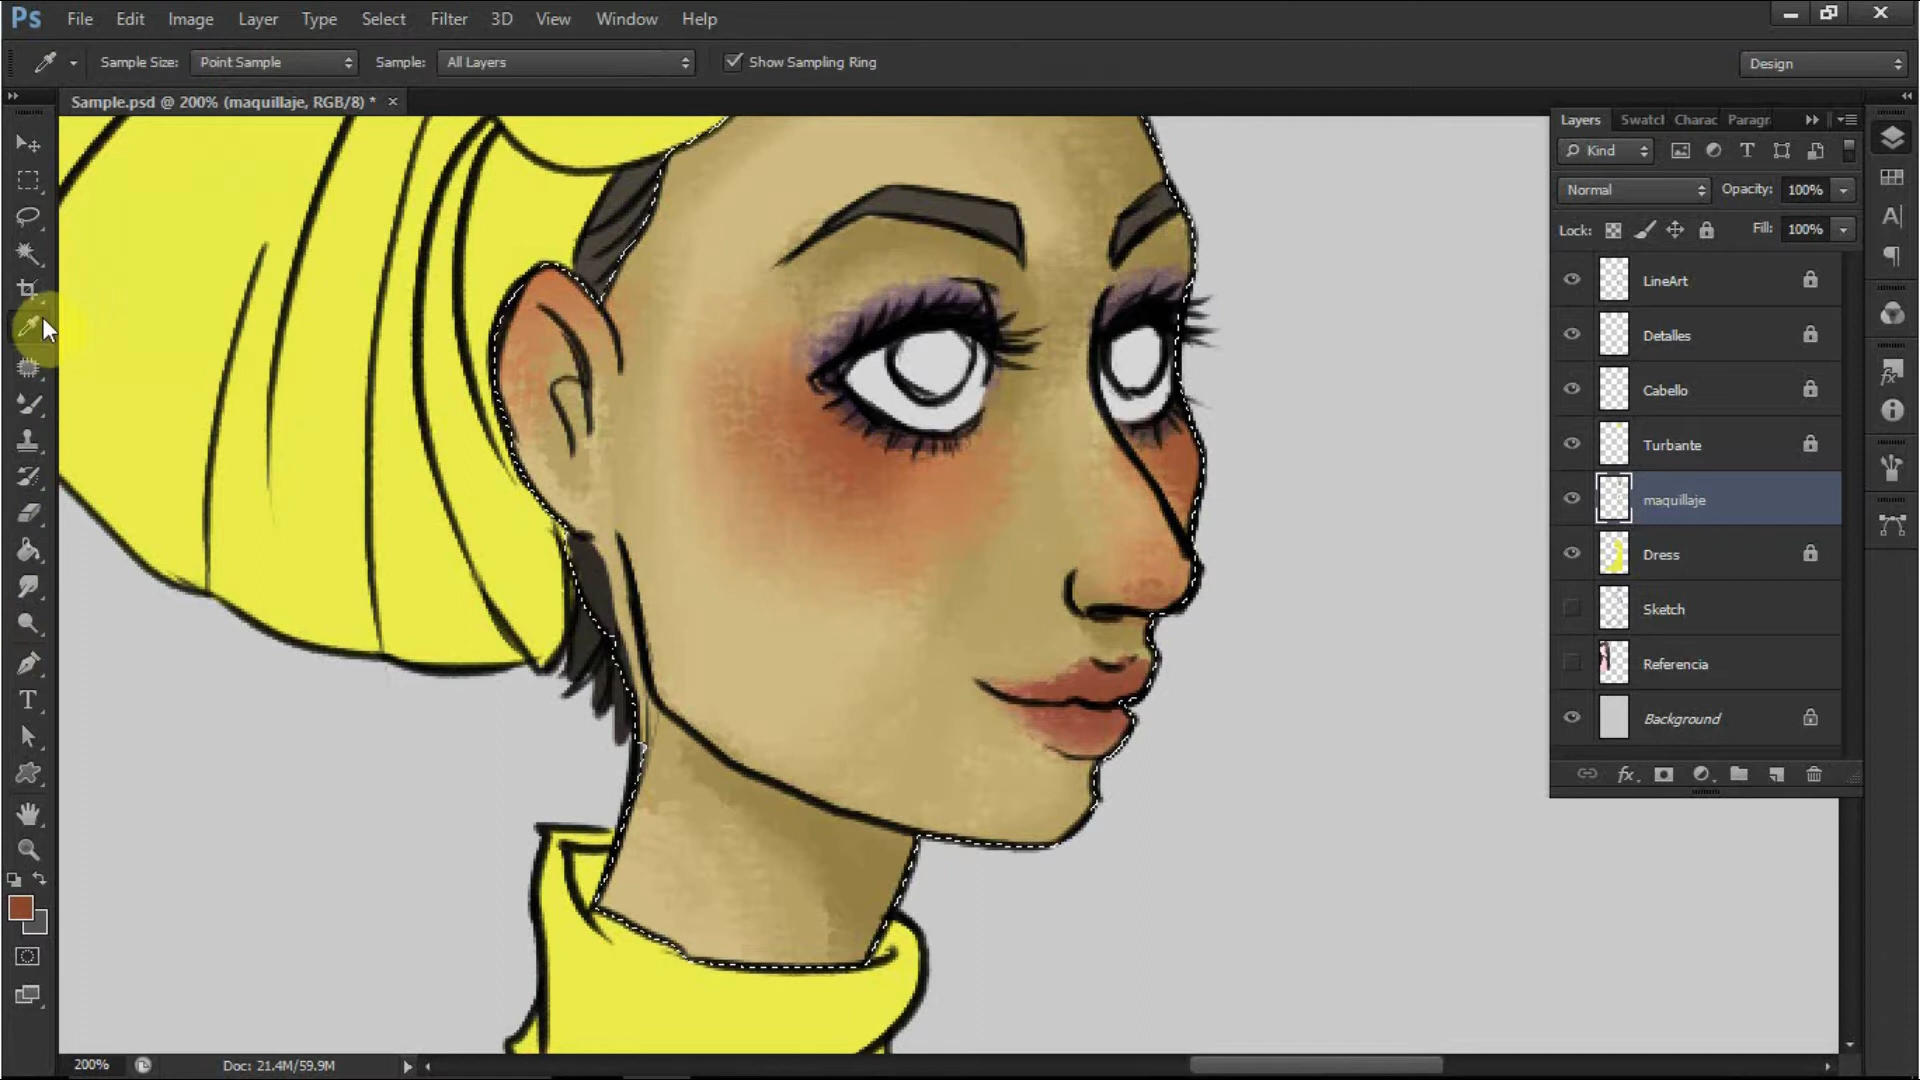 Ps File Edit Image Layer Type Select Filter 3D View Window Help
Sample Size: Point Sample Sample: All Layers Show Sampling Ring Design
Sample.psd @ 200% (maquillaje, RGB/8) * ×
Layers Swatcl Charac Paragr
Kind
Normal Opacity: 100%
Lock: Fill: 100%
LineArt
Detalles
Cabello
Turbante
maquillaje
Dress
Sketch
Referencia
Background
200% Doc: 21.4M/59.9M